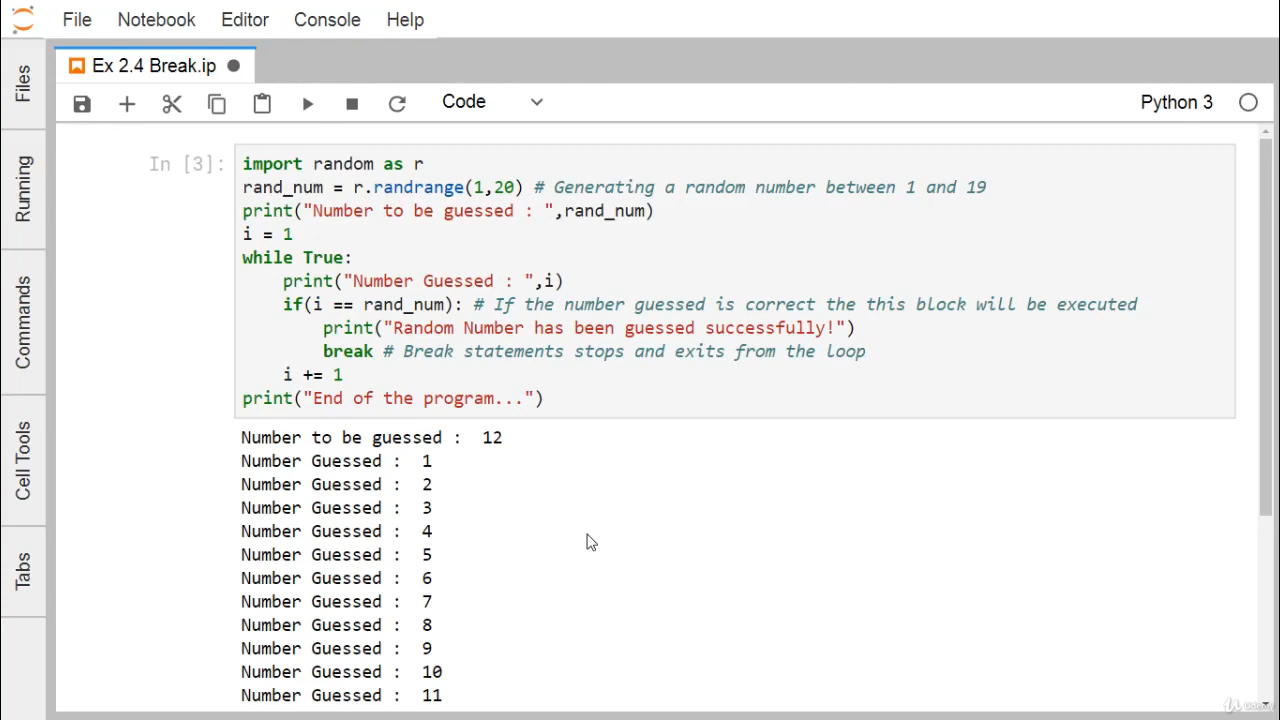 File Notebook Editor Console Help
Files
Running
Commands
Cell Tools
Tabs
Ex 2.4 Break.ip
Code
Python 3
In [3]:
import random as r
rand_num = r.randrange(1,20) # Generating a random number between 1 and 19
print("Number to be guessed : ",rand_num)
i = 1
while True:
    print("Number Guessed : ",i)
    if(i == rand_num): # If the number guessed is correct the this block will be executed
        print("Random Number has been guessed successfully!")
        break # Break statements stops and exits from the loop
    i += 1
print("End of the program...")
Number to be guessed :  12
Number Guessed :  1
Number Guessed :  2
Number Guessed :  3
Number Guessed :  4
Number Guessed :  5
Number Guessed :  6
Number Guessed :  7
Number Guessed :  8
Number Guessed :  9
Number Guessed :  10
Number Guessed :  11
Udemy